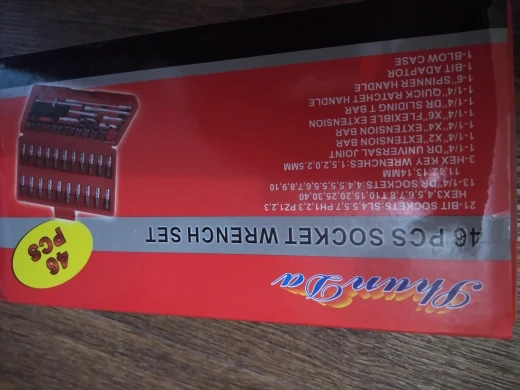 Shun Da
46 PCS SOCKET WRENCH SET
46
PCS
21-BIT SOCKETS-SL4,5.5,7 PH1,2,3 PZ1,2,3
HEX3,4,5,6,7,8 T10,15,20,25,30,40
13-1/4"DR SOCKETS-4,4.5,5,5.5,6,7,8,9,10
11,12,13,14MM
3-HEX KEY WRENCHES-1.5,2.0,2.5MM
1-1/4"DR UNIVERSAL JOINT
1-1/4"X2"EXTENSION BAR
1-1/4"X4"EXTENSION BAR
1-1/4"X6"FLEXIBLE EXTENSION
1-1/4"DR SLIDING T BAR
1-1/4"QUICK RATCHET HANDLE
1-6"SPINNER HANDLE
1-BIT ADAPTOR
1-BLOW CASE